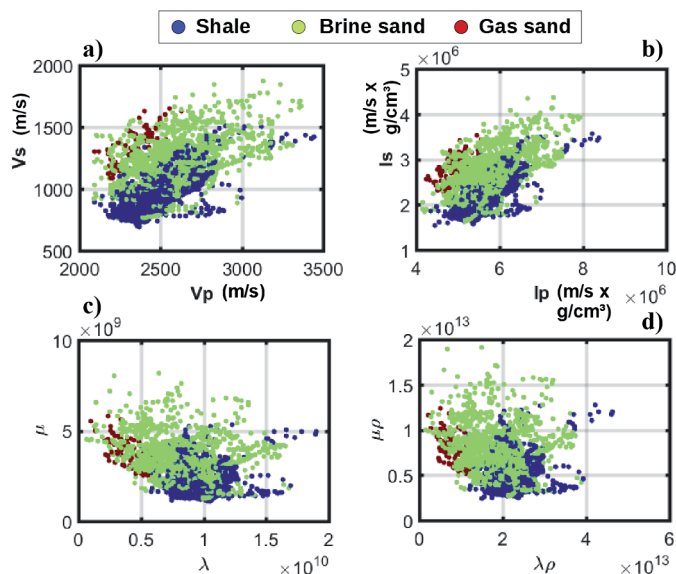 Shale Brine sand Gas sand
a)
2000
1500
1000
500
Vs (m/s)
2000 2500 3000 3500
Vp (m/s)
b)
×10⁶
5
4
3
2
1
Is (m/s x
g/cm³)
4 6 8 10
Ip (m/s x
g/cm³)
×10⁶
c)
×10⁹
10
5
0
μ
0 0.5 1 1.5 2
λ
×10¹⁰
d)
×10¹³
2
1.5
1
0.5
0
μρ
0 2 4 6
λρ
×10¹³